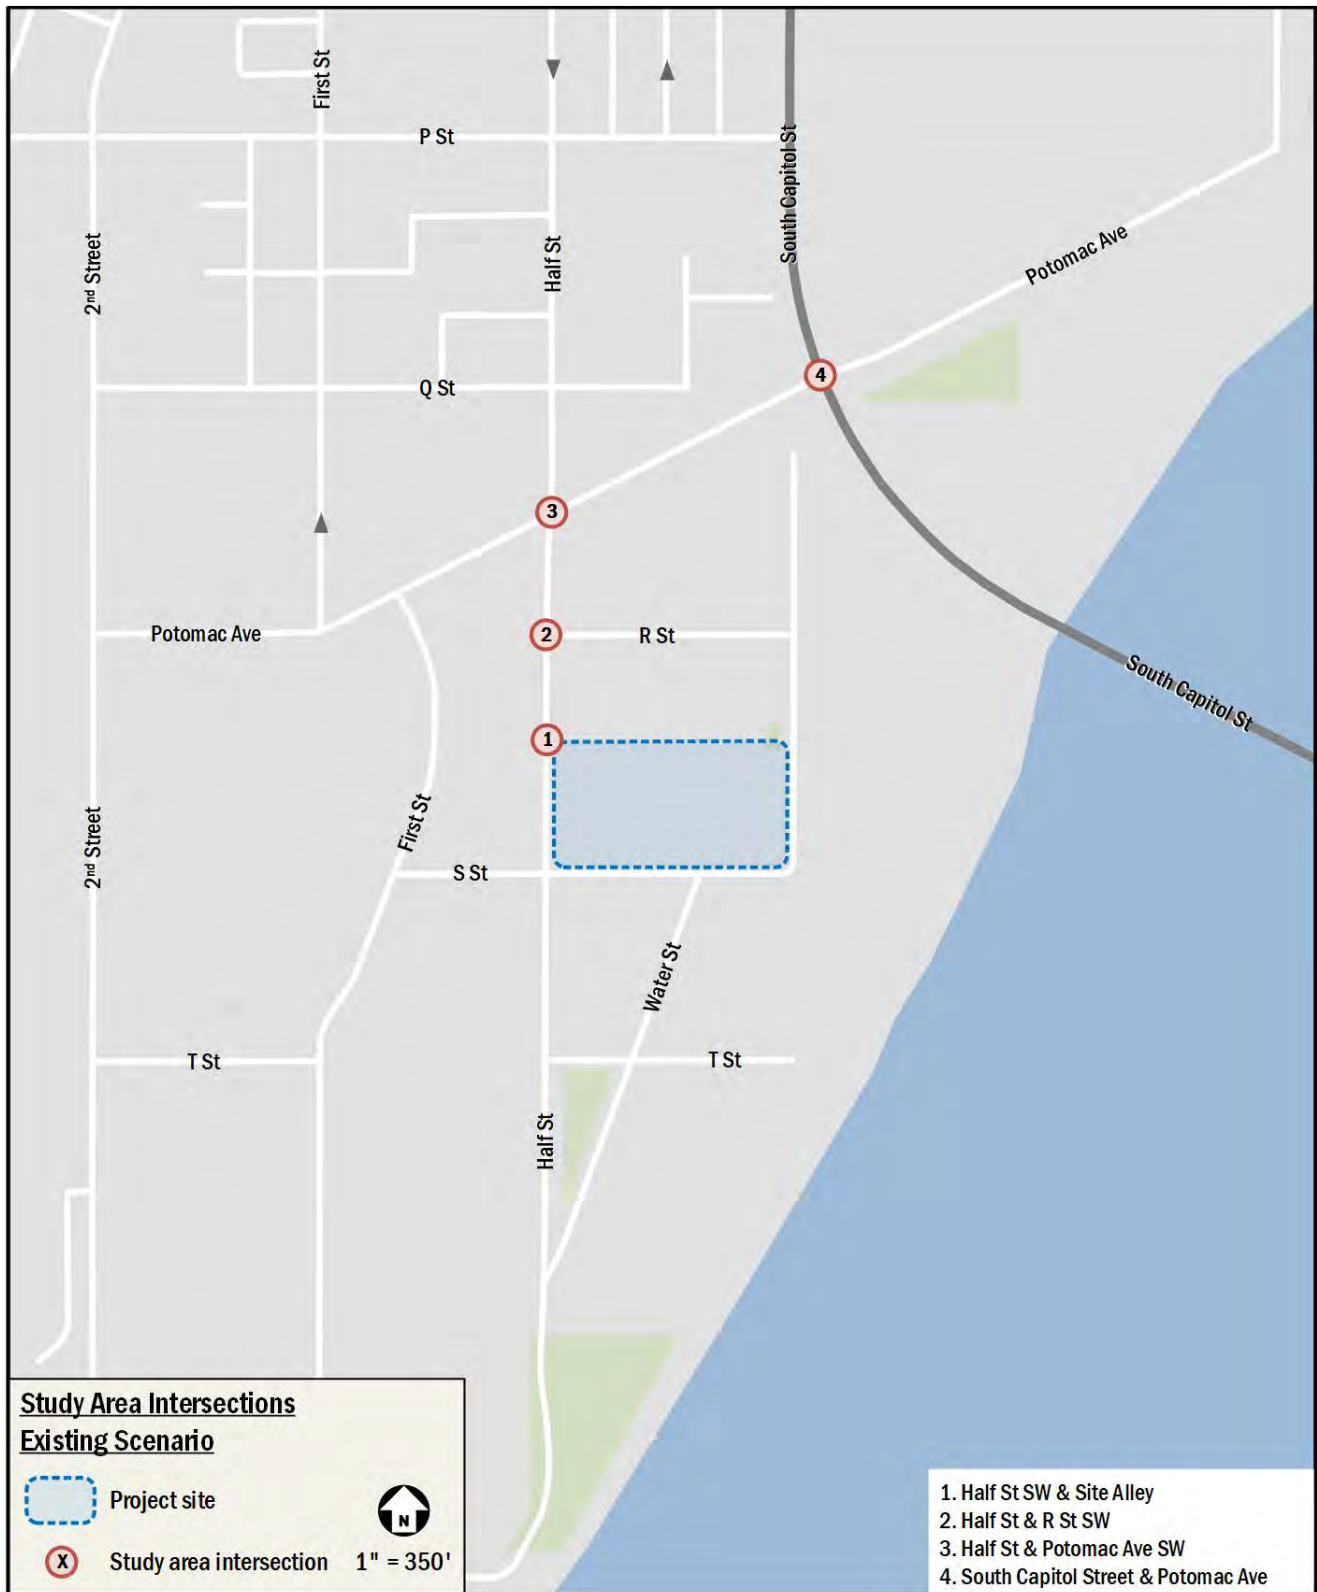 First St
P St
South Capitol St
2nd Street
Half St
Potomac Ave
Q St
4
3
Potomac Ave
2
R St
South Capitol St
1
2nd Street
First St
S St
Water St
T St
T St
Half St
Study Area Intersections
Existing Scenario
Project site
N
X Study area intersection 1" = 350'
1. Half St SW & Site Alley
2. Half St & R St SW
3. Half St & Potomac Ave SW
4. South Capitol Street & Potomac Ave